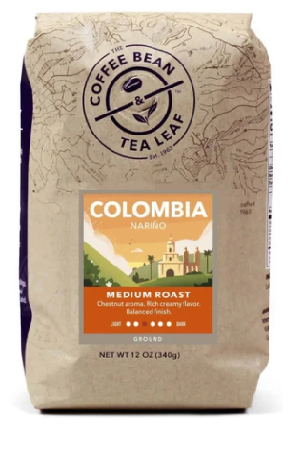 THE
COFFEE BEAN
&
TEA LEAF
Est. 1963
COLOMBIA
NARIÑO
MEDIUM ROAST
Chestnut aroma. Rich creamy flavor.
Balanced finish.
LIGHT DARK
GROUND
NET WT 12 OZ (340g)